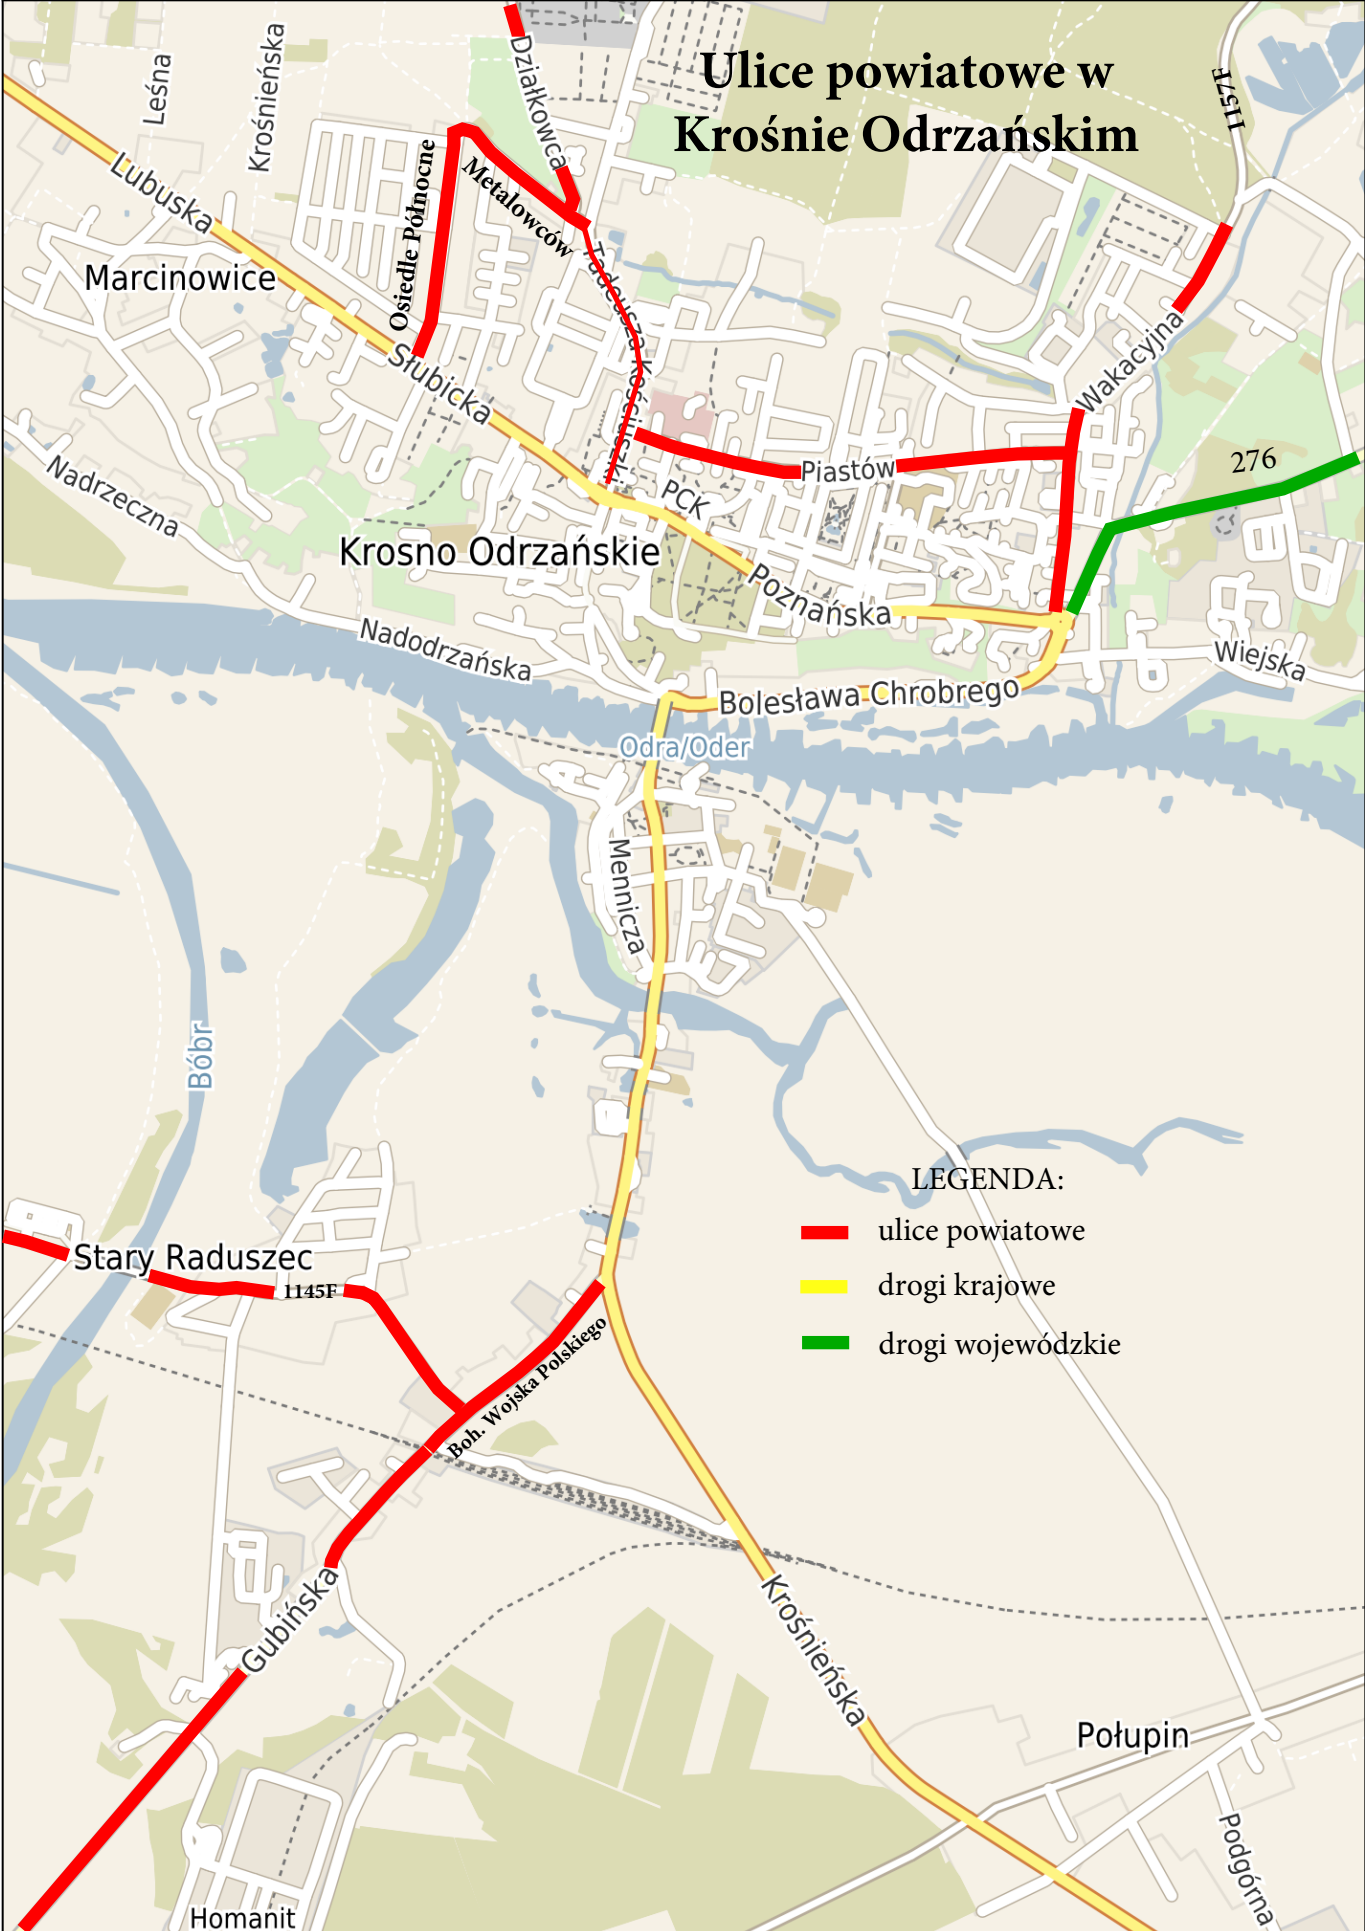 Ulice powiatowe w
Krośnie Odrzańskim
Działkowca
Leśna
Krośnieńska
1157F
Lubuska
Osiedle Północne
Metalowców
Marcinowice
Tadeusza Kościuszki
Słubicka
Wakacyjna
Nadrzeczna
Piastów
276
PCK
Krosno Odrzańskie
Poznańska
Nadodrzańska
Wiejska
Bolesława Chrobrego
Odra/Oder
Mennicza
Bóbr
LEGENDA:
ulice powiatowe
drogi krajowe
drogi wojewódzkie
Stary Raduszec
1145F
Boh. Wojska Polskiego
Gubińska
Krośnieńska
Połupin
Podgórna
Homanit